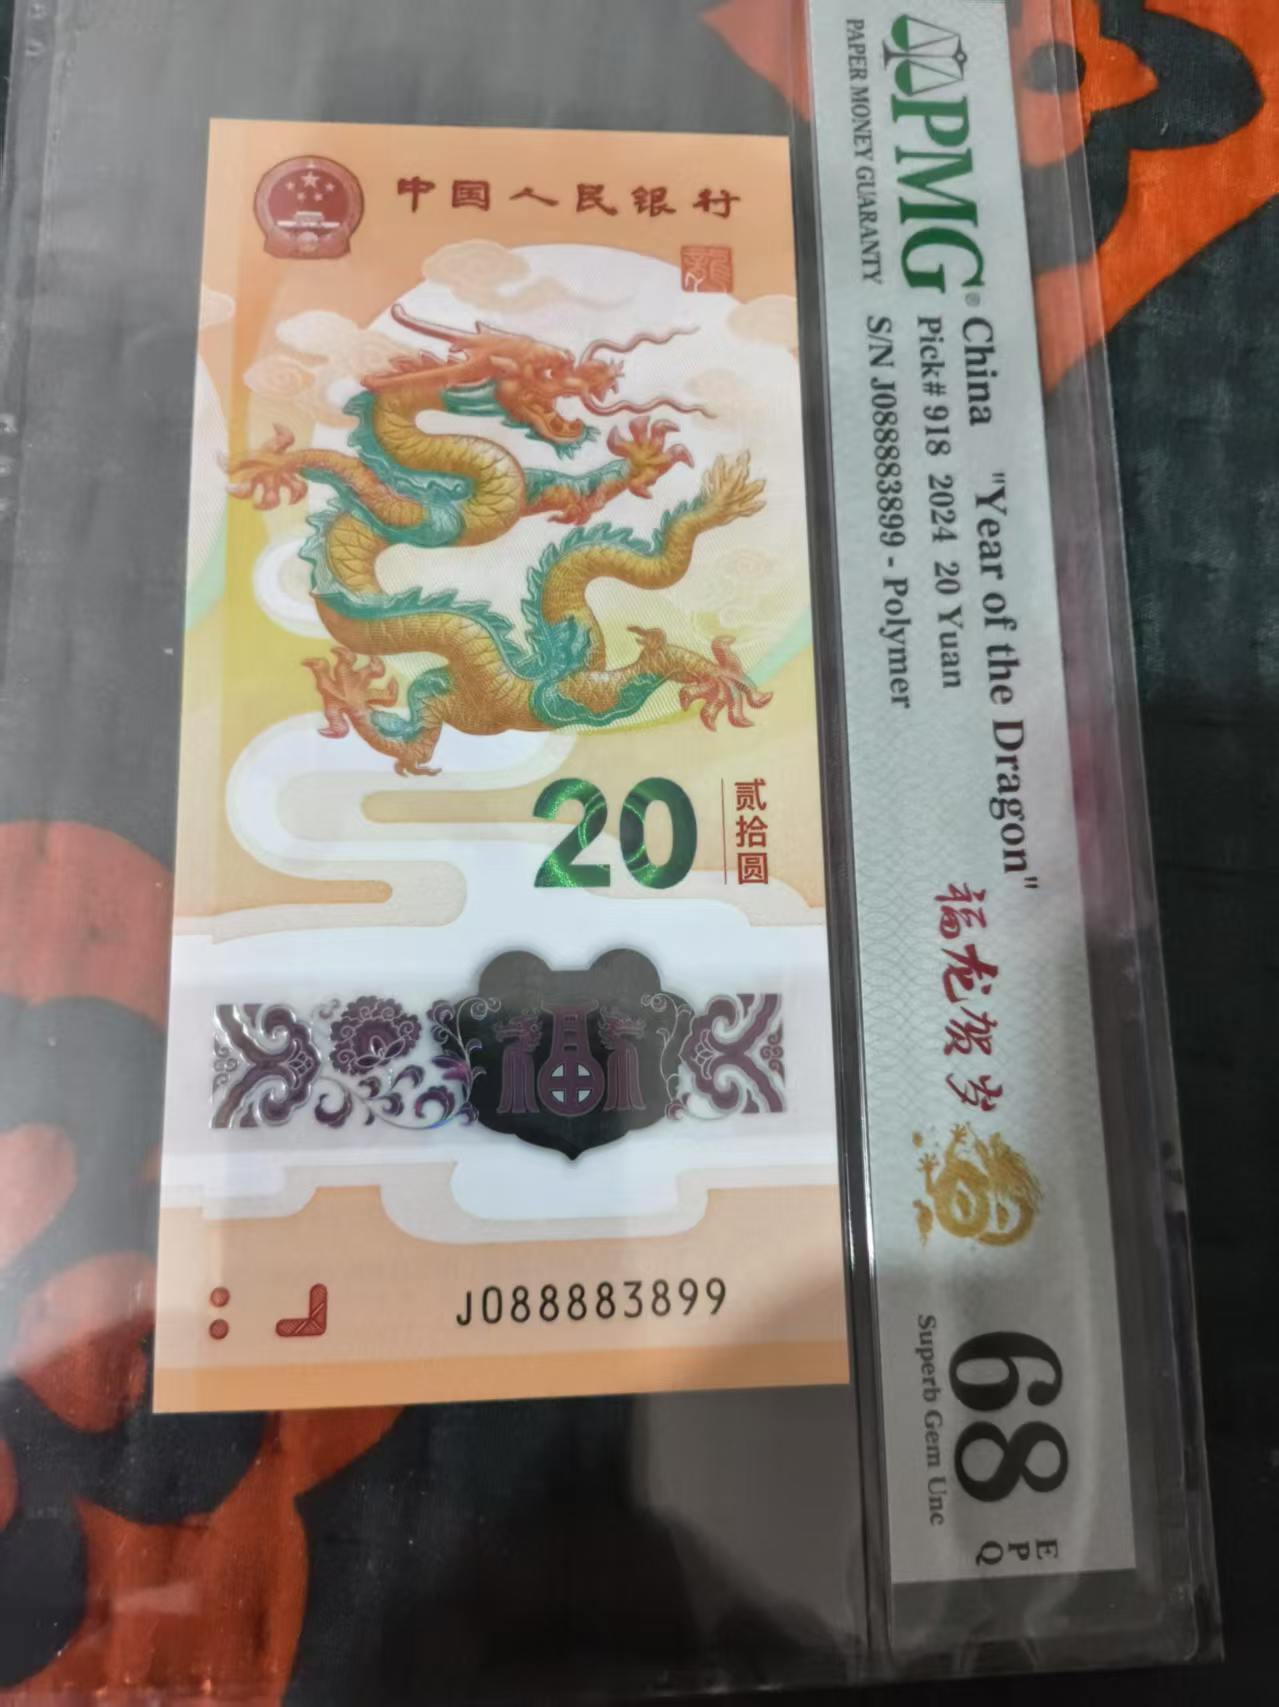 中国人民银行
龍
20
贰拾圆
J088883899
PMG®
PAPER MONEY GUARANTY
China "Year of the Dragon"
Pick# 918 2024 20 Yuan
S/N J088883899 - Polymer
福龙贺岁
68
EPQ
Superb Gem Unc